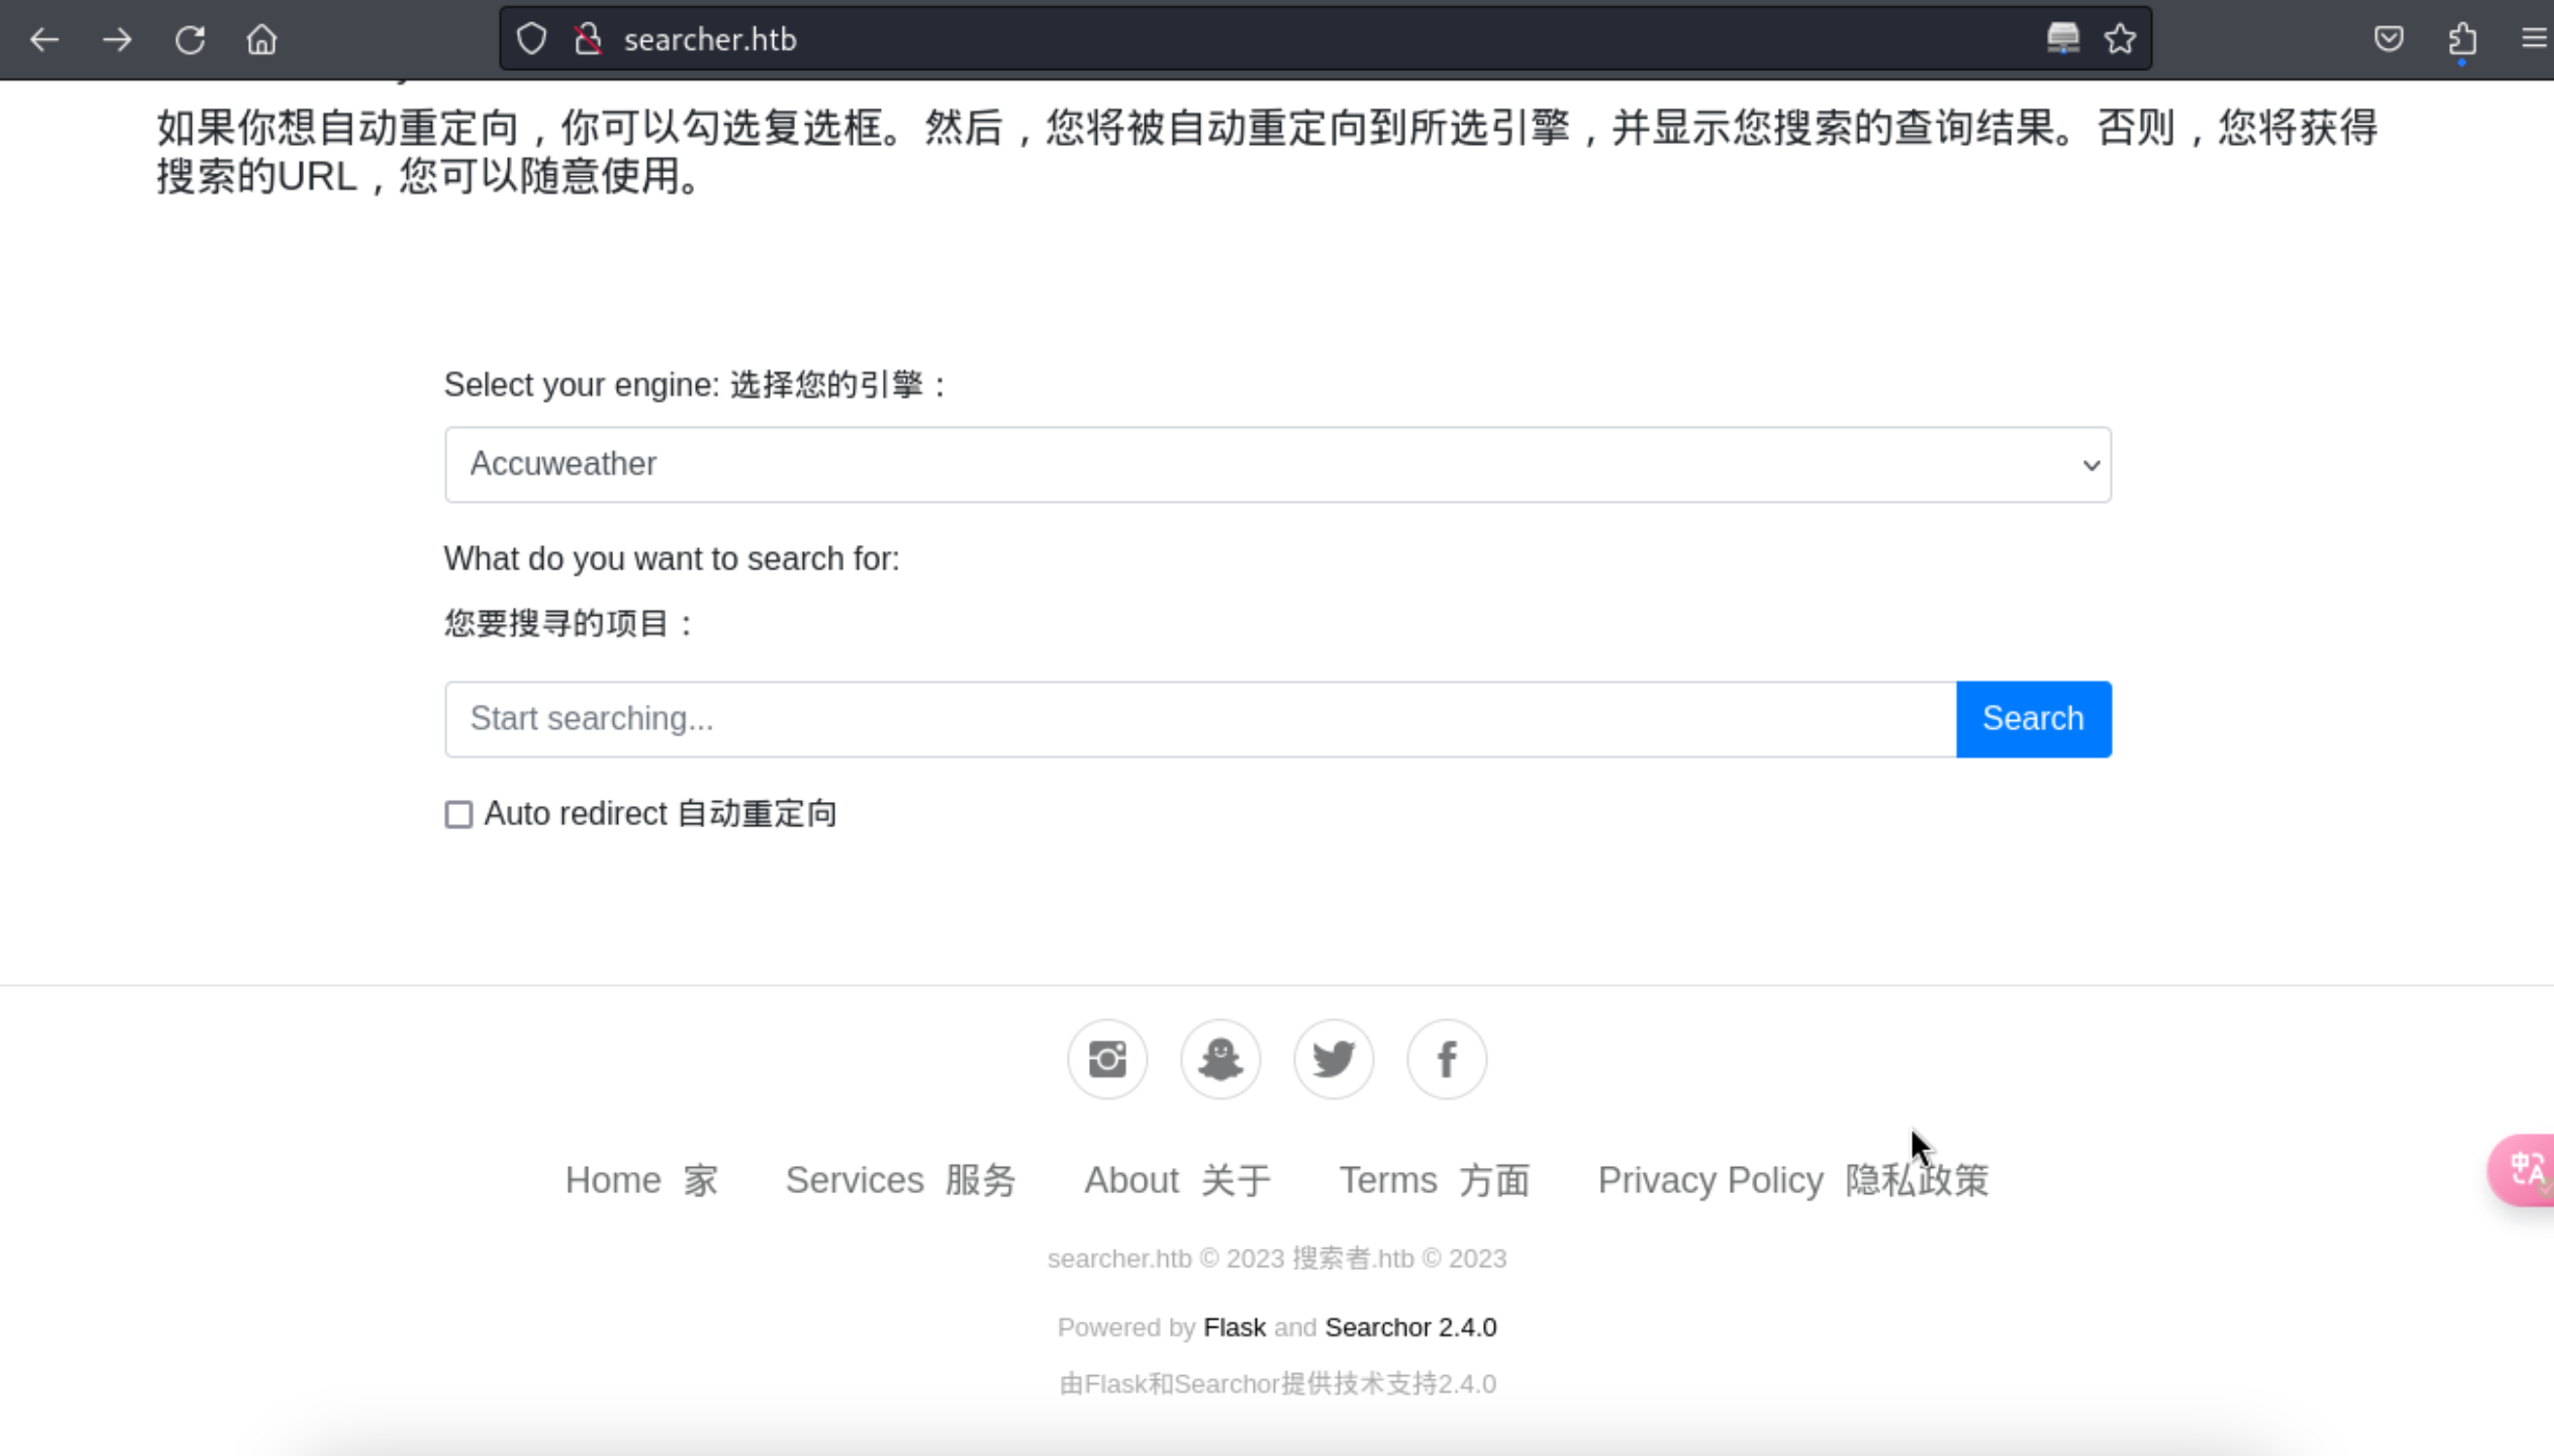 searcher.htb
如果你想自动重定向，你可以勾选复选框。然后，您将被自动重定向到所选引擎，并显示您搜索的查询结果。否则，您将获得
搜索的URL，您可以随意使用。
Select your engine: 选择您的引擎：
Accuweather
What do you want to search for:
您要搜寻的项目：
Start searching...
Search
Auto redirect 自动重定向
Home 家 Services 服务 About 关于 Terms 方面 Privacy Policy 隐私政策
中A
searcher.htb © 2023 搜索者.htb © 2023
Powered by Flask and Searchor 2.4.0
由Flask和Searchor提供技术支持2.4.0